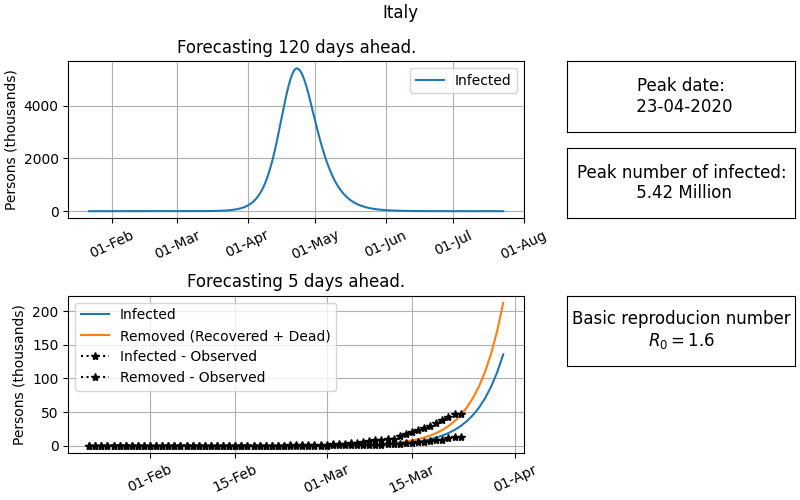 Italy
Forecasting 120 days ahead.
Persons (thousands)
4000
2000
0
Infected
01-Feb
01-Mar
01-Apr
01-May
01-Jun
01-Jul
01-Aug
Peak date:
23-04-2020
Peak number of infected:
5.42 Million
Forecasting 5 days ahead.
Persons (thousands)
200
150
100
50
0
Infected
Removed (Recovered + Dead)
Infected - Observed
Removed - Observed
01-Feb
15-Feb
01-Mar
15-Mar
01-Apr
Basic reproducion number
R₀ = 1.6